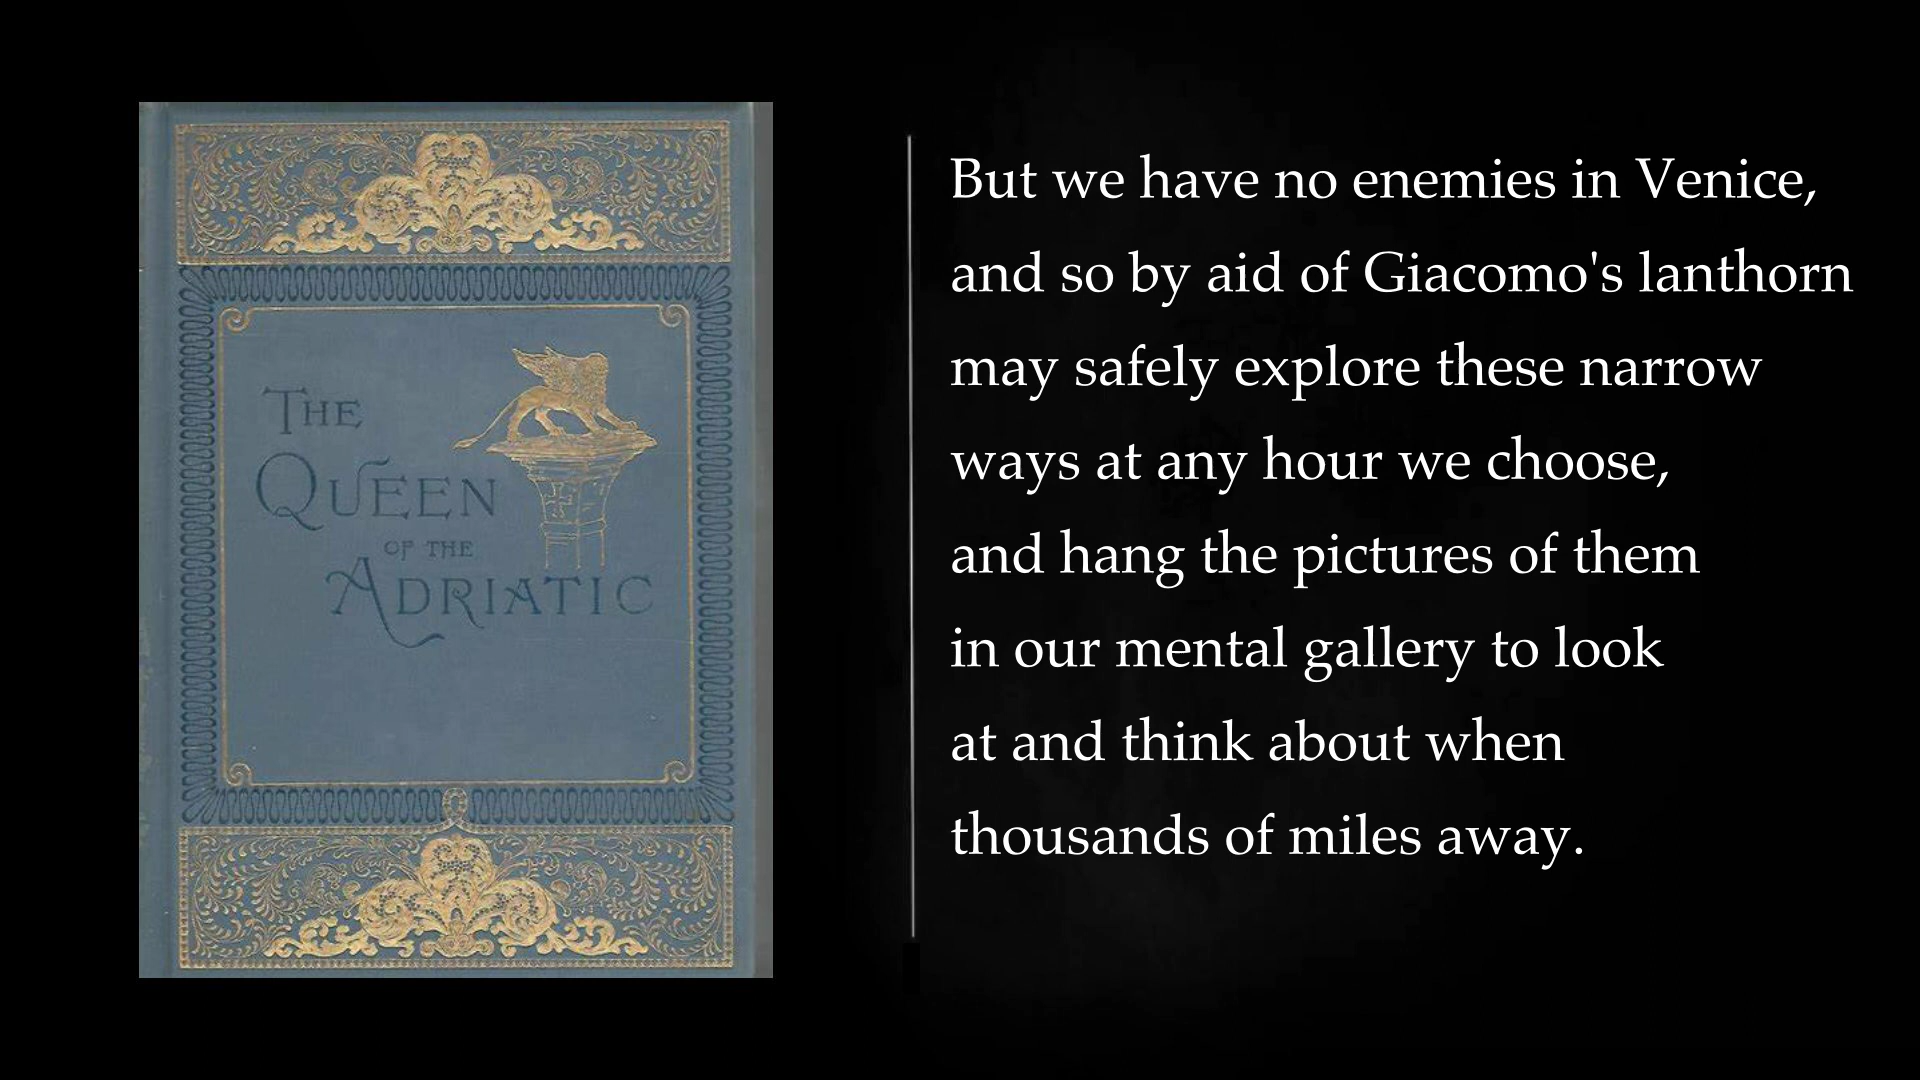 THE
QUEEN
OF THE
ADRIATIC
But we have no enemies in Venice,
and so by aid of Giacomo's lanthorn
may safely explore these narrow
ways at any hour we choose,
and hang the pictures of them
in our mental gallery to look
at and think about when
thousands of miles away.